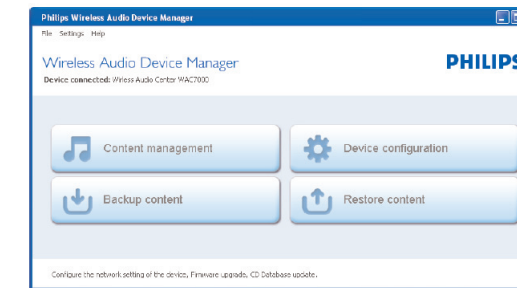 Philips Wireless Audio Device Manager
File Settings Help
Wireless Audio Device Manager
PHILIPS
Device connected: Wirless Audio Center WAC7000
Content management
Device configuration
Backup content
Restore content
Configure the network setting of the device, Firmware upgrade, CD Database update.